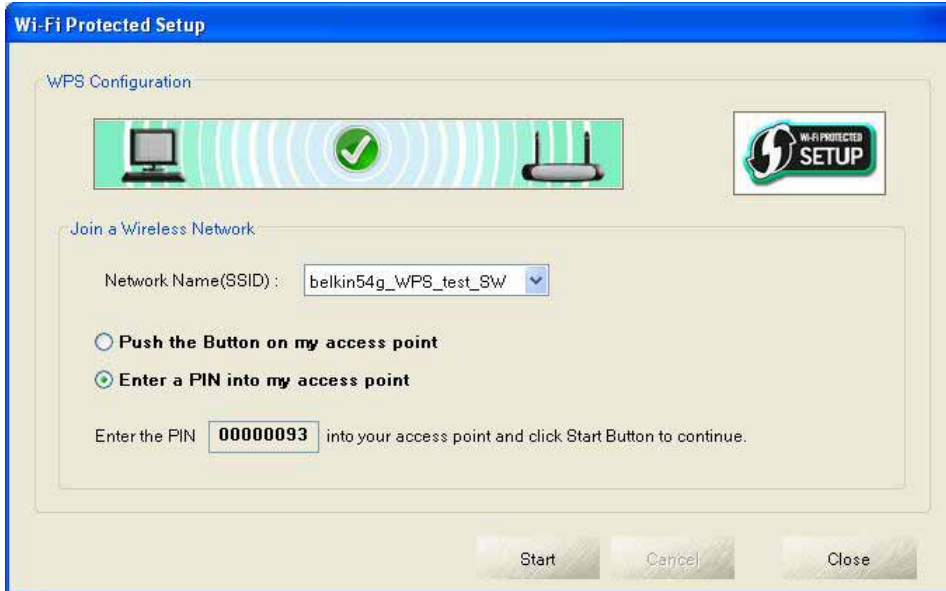 Wi-Fi Protected Setup
WPS Configuration
WI-FI PROTECTED
SETUP
Join a Wireless Network
Network Name(SSID) : belkin54g_WPS_test_SW
Push the Button on my access point
Enter a PIN into my access point
Enter the PIN 00000093 into your access point and click Start Button to continue.
Start Cancel Close